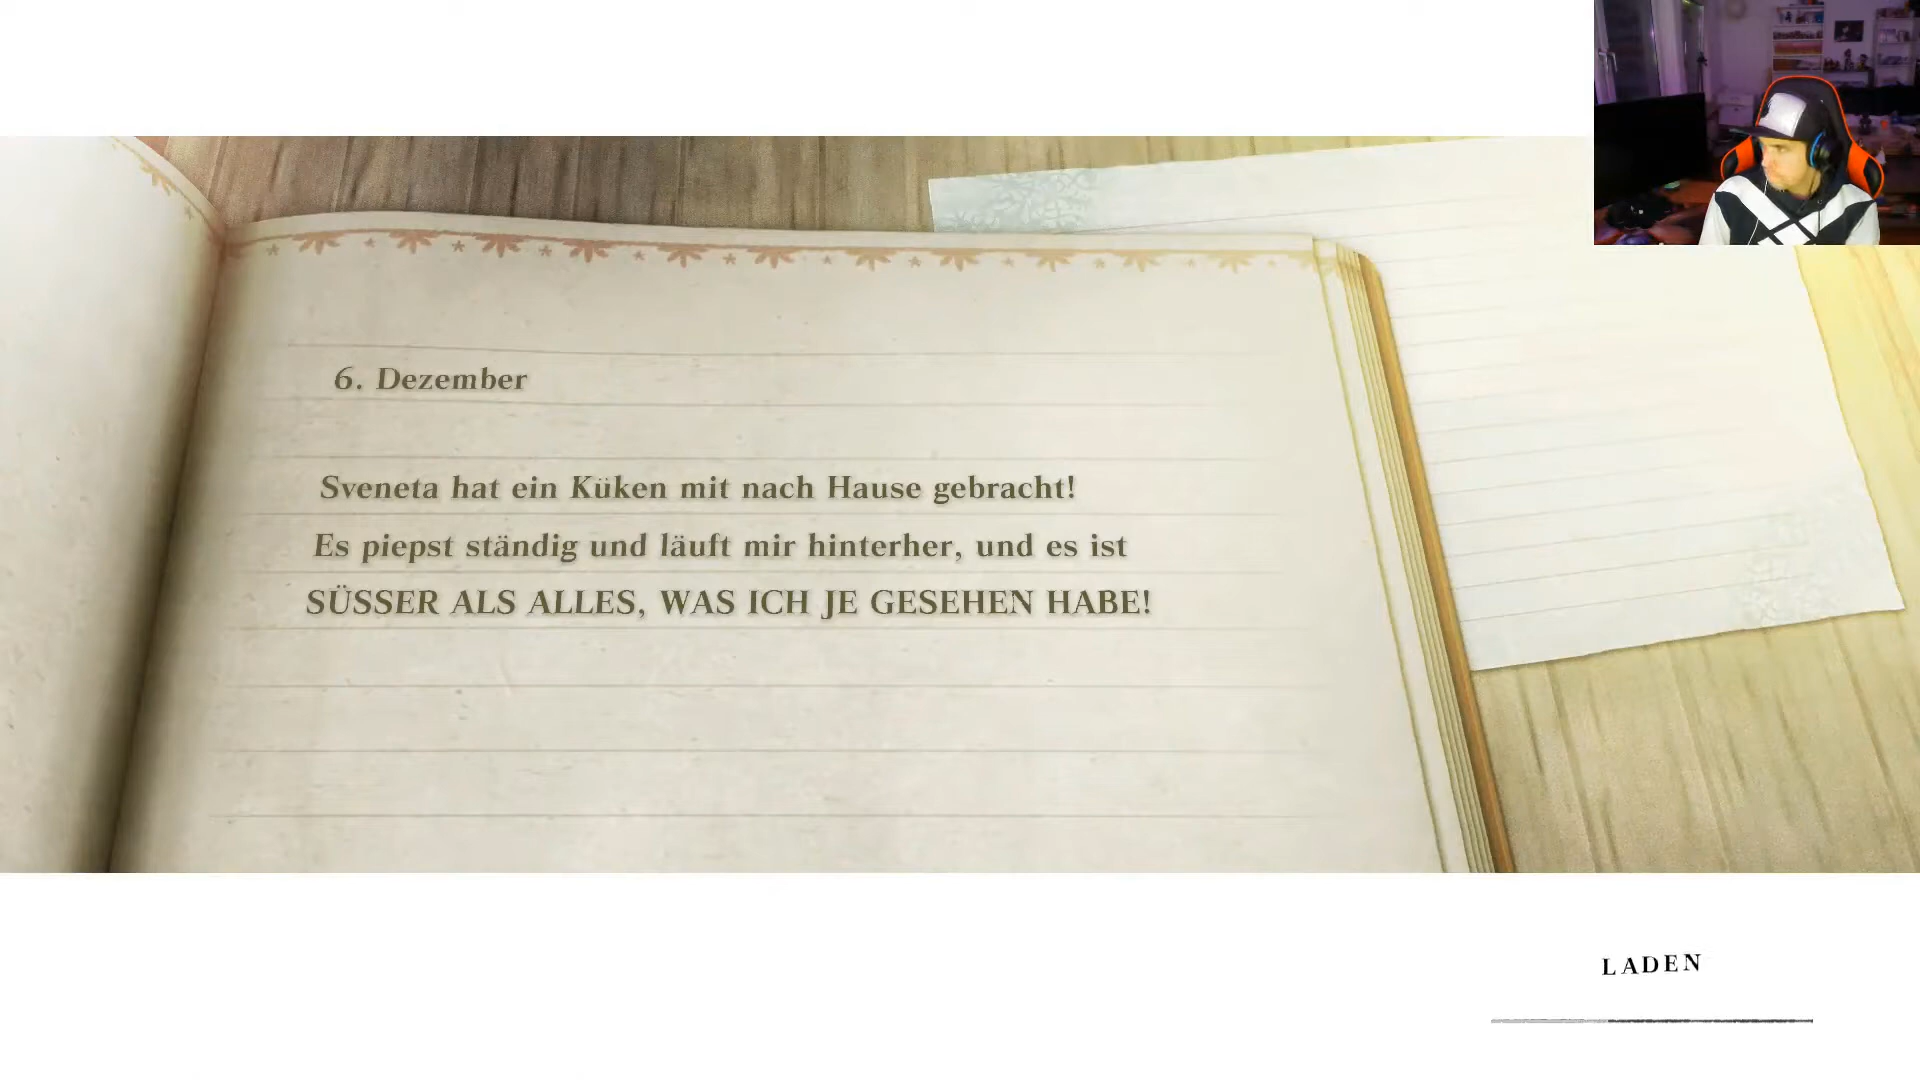 6. Dezember
Sveneta hat ein Küken mit nach Hause gebracht!
Es piepst ständig und läuft mir hinterher, und es ist
SÜSSER ALS ALLES, WAS ICH JE GESEHEN HABE!
LADEN